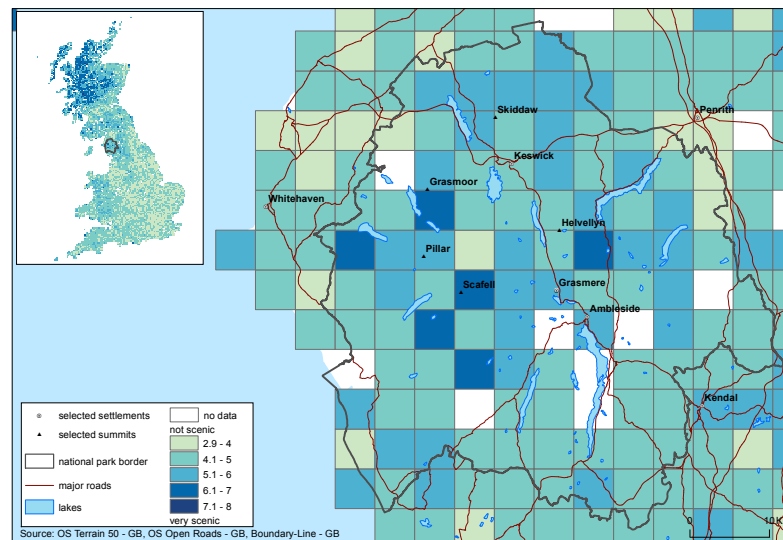 Skiddaw
Penrith
Keswick
Grasmoor
Whitehaven
Helvellyn
Pillar
Scafell
Grasmere
Ambleside
Kendal
selected settlements
selected summits
national park border
major roads
lakes
no data
not scenic
2.9 - 4
4.1 - 5
5.1 - 6
6.1 - 7
7.1 - 8
very scenic
0 10K
Source: OS Terrain 50 - GB, OS Open Roads - GB, Boundary-Line - GB